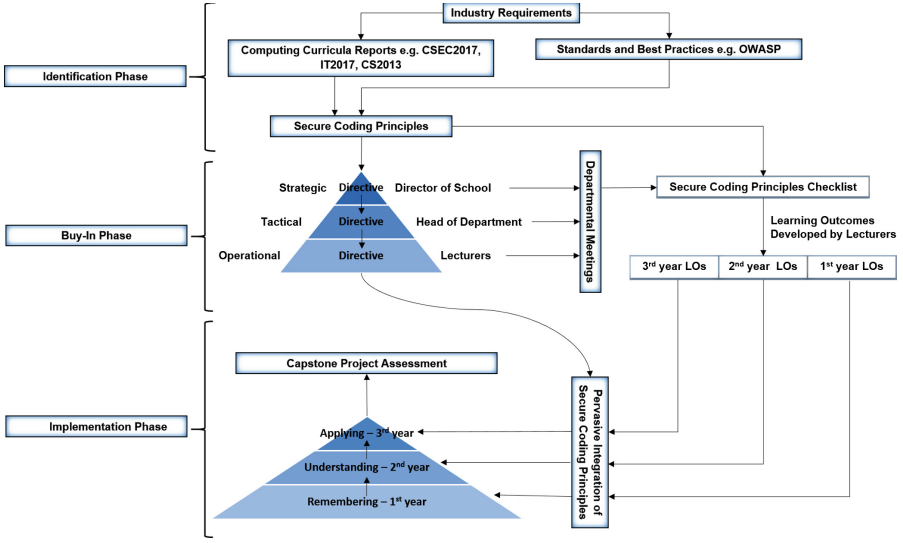 Industry Requirements
Computing Curricula Reports e.g. CSEC2017,
IT2017, CS2013
Standards and Best Practices e.g. OWASP
Identification Phase
Secure Coding Principles
Strategic
Directive
Director of School
Tactical
Directive
Head of Department
Operational
Directive
Lecturers
Departmental Meetings
Secure Coding Principles Checklist
Learning Outcomes
Developed by Lecturers
Buy-In Phase
3rd year LOs
2nd year LOs
1st year LOs
Capstone Project Assessment
Implementation Phase
Applying – 3rd year
Understanding – 2nd year
Remembering – 1st year
Pervasive Integration of
Secure Coding Principles